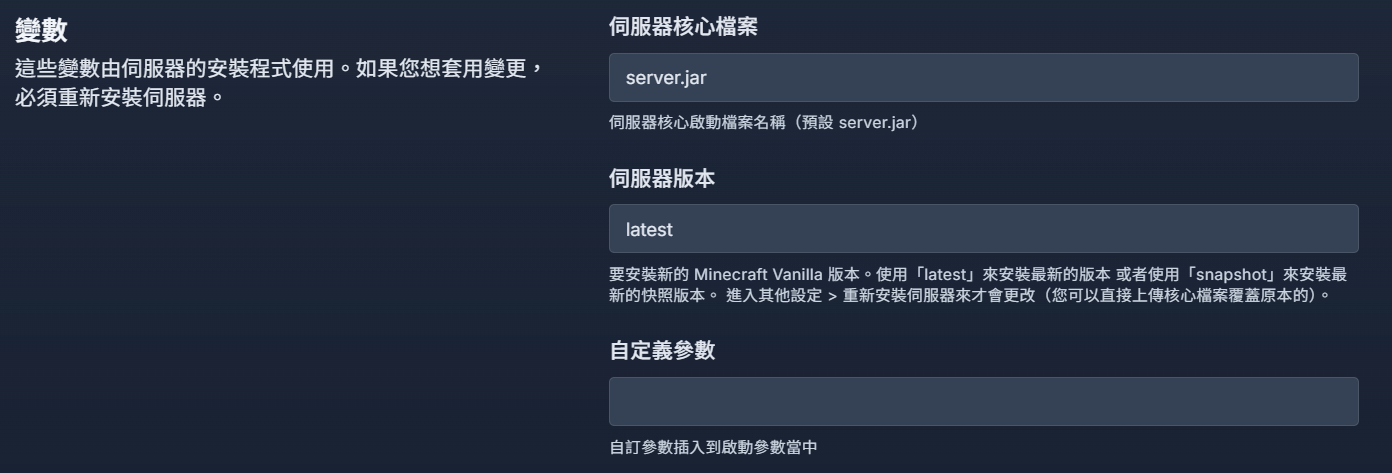 變數
這些變數由伺服器的安裝程式使用。如果您想套用變更，
必須重新安裝伺服器。
伺服器核心檔案
server.jar
伺服器核心啟動檔案名稱（預設 server.jar）
伺服器版本
latest
要安裝新的 Minecraft Vanilla 版本。使用「latest」來安裝最新的版本 或者使用「snapshot」來安裝最
新的快照版本。 進入其他設定 > 重新安裝伺服器來才會更改（您可以直接上傳核心檔案覆蓋原本的）。
自定義參數
自訂參數插入到啟動參數當中